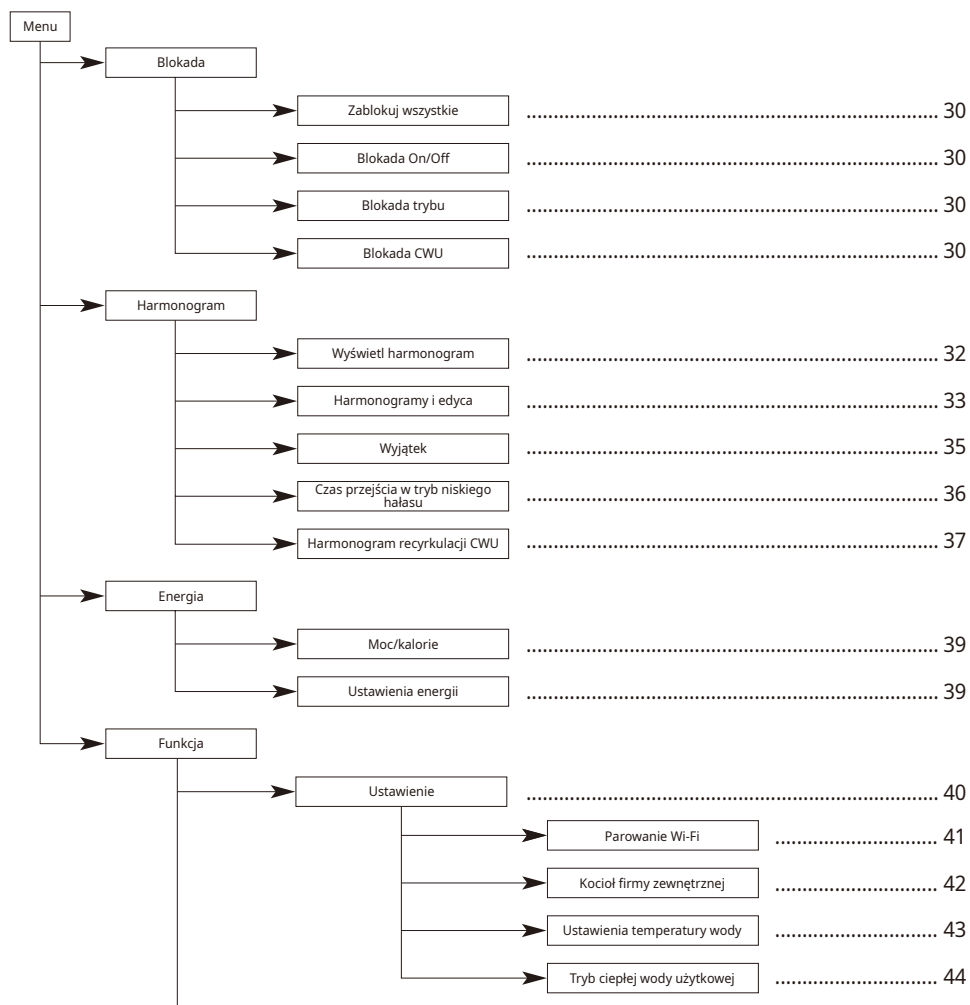 Menu
Blokada
Zablokuj wszystkie ........ 30
Blokada On/Off ........ 30
Blokada trybu ........ 30
Blokada CWU ........ 30
Harmonogram
Wyświetl harmonogram ........ 32
Harmonogramy i edyca ........ 33
Wyjątek ........ 35
Czas przejścia w tryb niskiego
hałasu ........ 36
Harmonogram recyrkulacji CWU ........ 37
Energia
Moc/kalorie ........ 39
Ustawienia energii ........ 39
Funkcja
Ustawienie ........ 40
Parowanie Wi-Fi ........ 41
Kocioł firmy zewnętrznej ........ 42
Ustawienia temperatury wody ........ 43
Tryb ciepłej wody użytkowej ........ 44